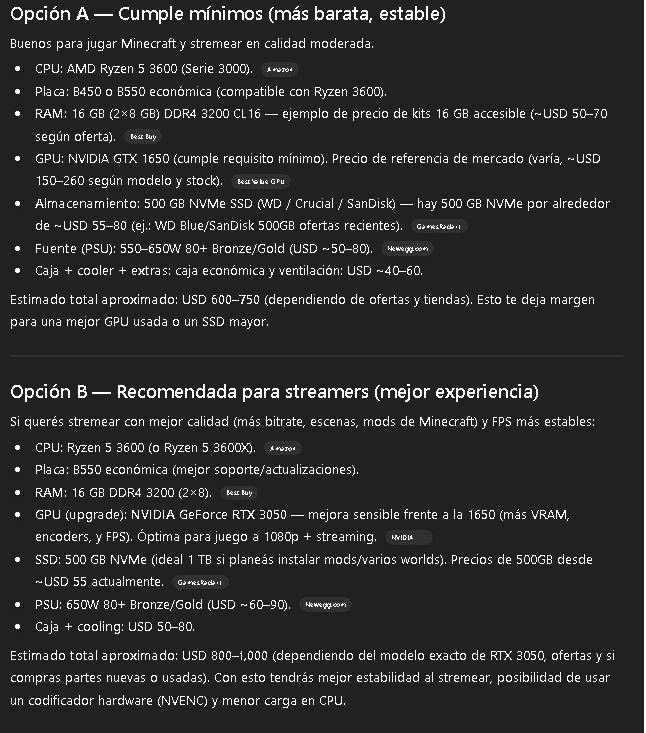 Opción A — Cumple mínimos (más barata, estable)
Buenos para jugar Minecraft y stremear en calidad moderada.
• CPU: AMD Ryzen 5 3600 (Serie 3000). Amazon
• Placa: B450 o B550 económica (compatible con Ryzen 3600).
• RAM: 16 GB (2×8 GB) DDR4 3200 CL16 — ejemplo de precio de kits 16 GB accesible (~USD 50–70
según oferta). Best Buy
• GPU: NVIDIA GTX 1650 (cumple requisito mínimo). Precio de referencia de mercado (varía, ~USD
150–260 según modelo y stock). Best Value GPU
• Almacenamiento: 500 GB NVMe SSD (WD / Crucial / SanDisk) — hay 500 GB NVMe por alrededor
de ~USD 55–80 (ej.: WD Blue/SanDisk 500GB ofertas recientes). GamesRadar+
• Fuente (PSU): 550–650W 80+ Bronze/Gold (USD ~50–80). Newegg.com
• Caja + cooler + extras: caja económica y ventilación: USD ~40–60.
Estimado total aproximado: USD 600–750 (dependiendo de ofertas y tiendas). Esto te deja margen
para una mejor GPU usada o un SSD mayor.
Opción B — Recomendada para streamers (mejor experiencia)
Si querés stremear con mejor calidad (más bitrate, escenas, mods de Minecraft) y FPS más estables:
• CPU: Ryzen 5 3600 (o Ryzen 5 3600X). Amazon
• Placa: B550 económica (mejor soporte/actualizaciones).
• RAM: 16 GB DDR4 3200 (2×8). Best Buy
• GPU (upgrade): NVIDIA GeForce RTX 3050 — mejora sensible frente a la 1650 (más VRAM,
encoders, y FPS). Óptima para juego a 1080p + streaming. NVIDIA
• SSD: 500 GB NVMe (ideal 1 TB si planeás instalar mods/varios worlds). Precios de 500GB desde
~USD 55 actualmente. GamesRadar+
• PSU: 650W 80+ Bronze/Gold (USD ~60–90). Newegg.com
• Caja + cooling: USD 50–80.
Estimado total aproximado: USD 800–1,000 (dependiendo del modelo exacto de RTX 3050, ofertas y si
compras partes nuevas o usadas). Con esto tendrás mejor estabilidad al stremear, posibilidad de usar
un codificador hardware (NVENC) y menor carga en CPU.